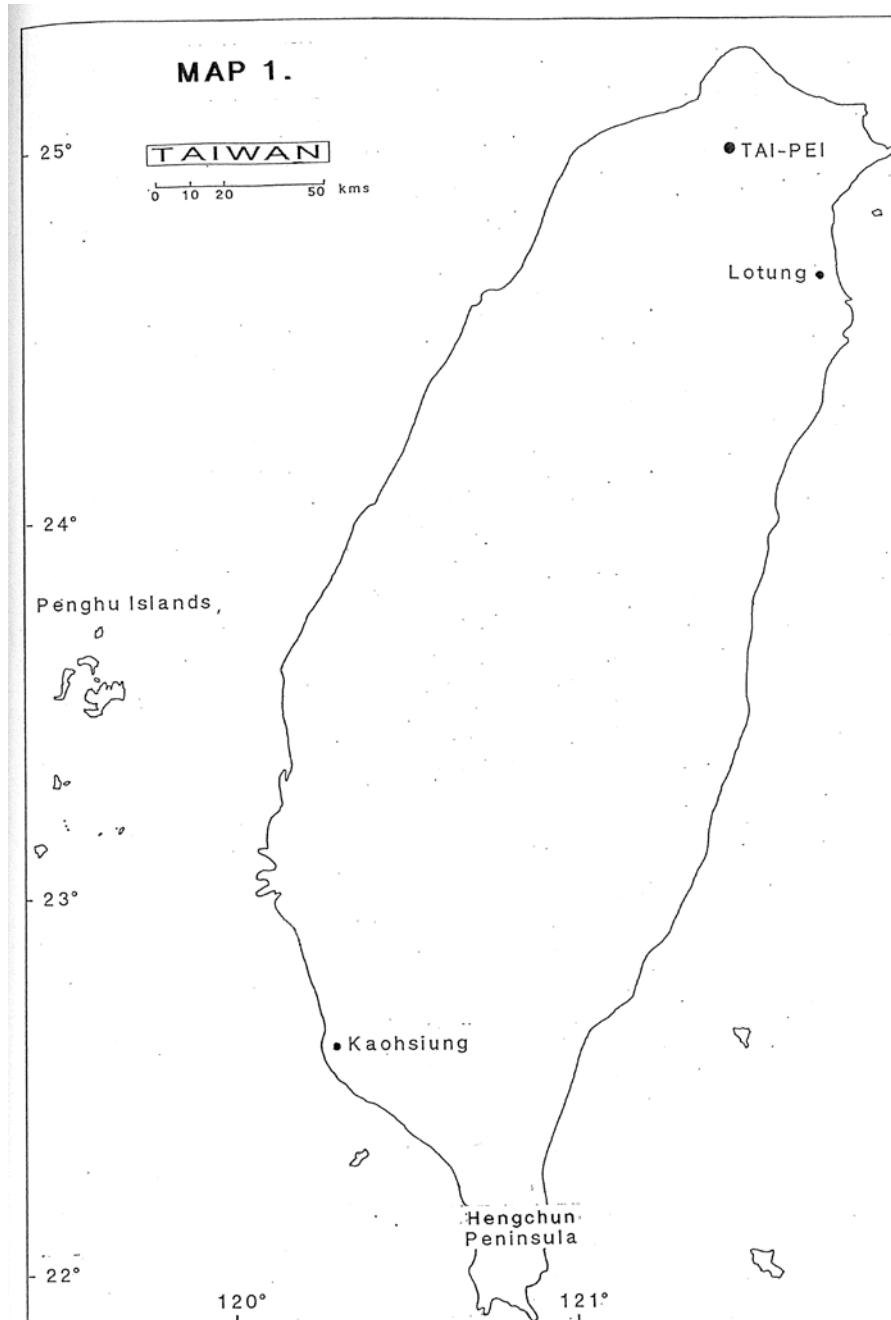 MAP 1.
TAIWAN
0 10 20 50 kms
25°
TAI-PEI
Lotung
24°
Penghu Islands,
23°
Kaohsiung
Hengchun
Peninsula
22°
120° 121°